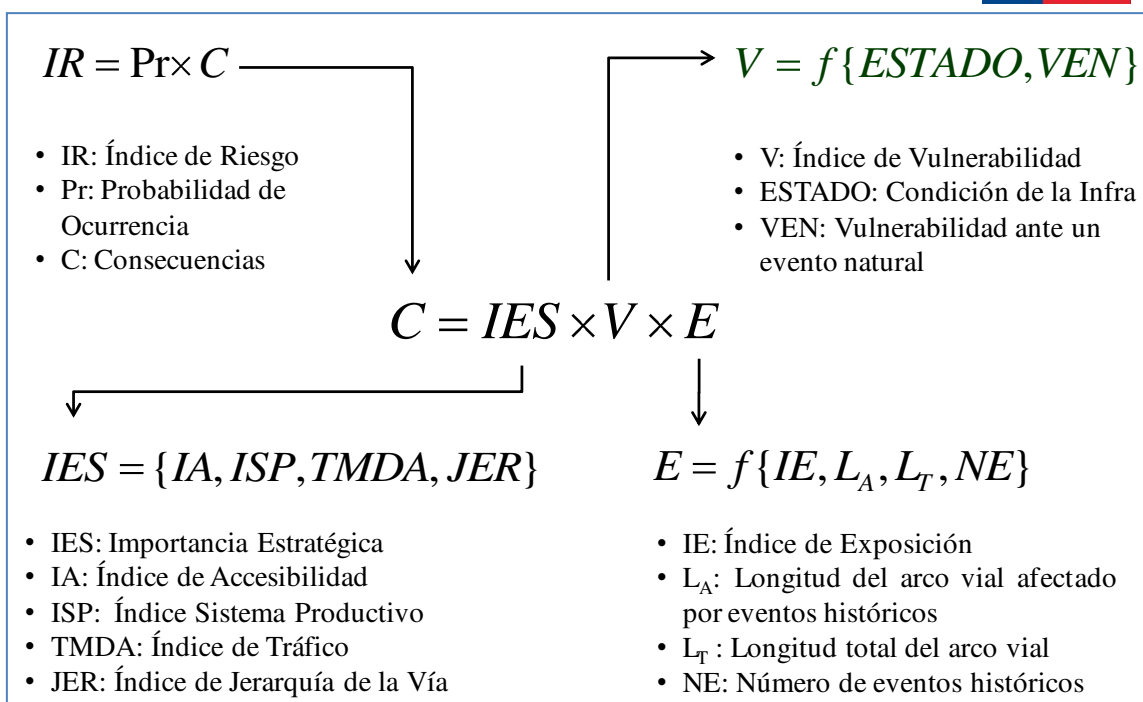 IR = Pr× C
• IR: Índice de Riesgo
• Pr: Probabilidad de
Ocurrencia
• C: Consecuencias
V = f{ESTADO,VEN}
• V: Índice de Vulnerabilidad
• ESTADO: Condición de la Infra
• VEN: Vulnerabilidad ante un
evento natural
C = IES × V × E
IES = {IA, ISP, TMDA, JER}
• IES: Importancia Estratégica
• IA: Índice de Accesibilidad
• ISP: Índice Sistema Productivo
• TMDA: Índice de Tráfico
• JER: Índice de Jerarquía de la Vía
E = f{IE, L_A, L_T, NE}
• IE: Índice de Exposición
• L_A: Longitud del arco vial afectado
por eventos históricos
• L_T : Longitud total del arco vial
• NE: Número de eventos históricos